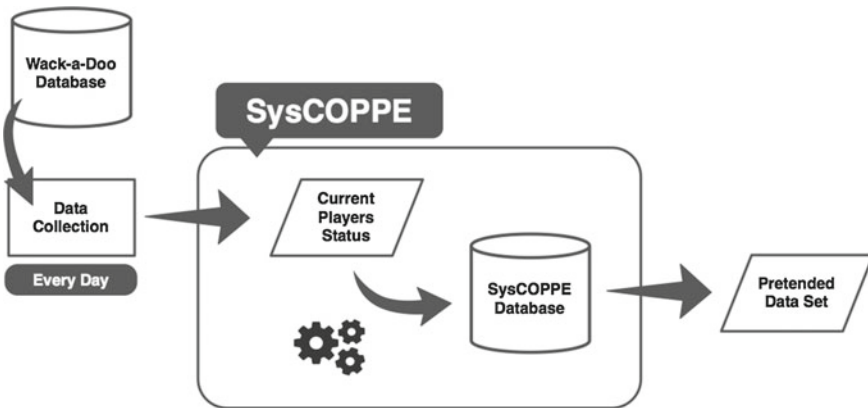 Wack-a-Doo
Database
SysCOPPE
Data
Collection
Every Day
Current
Players
Status
SysCOPPE
Database
Pretended
Data Set